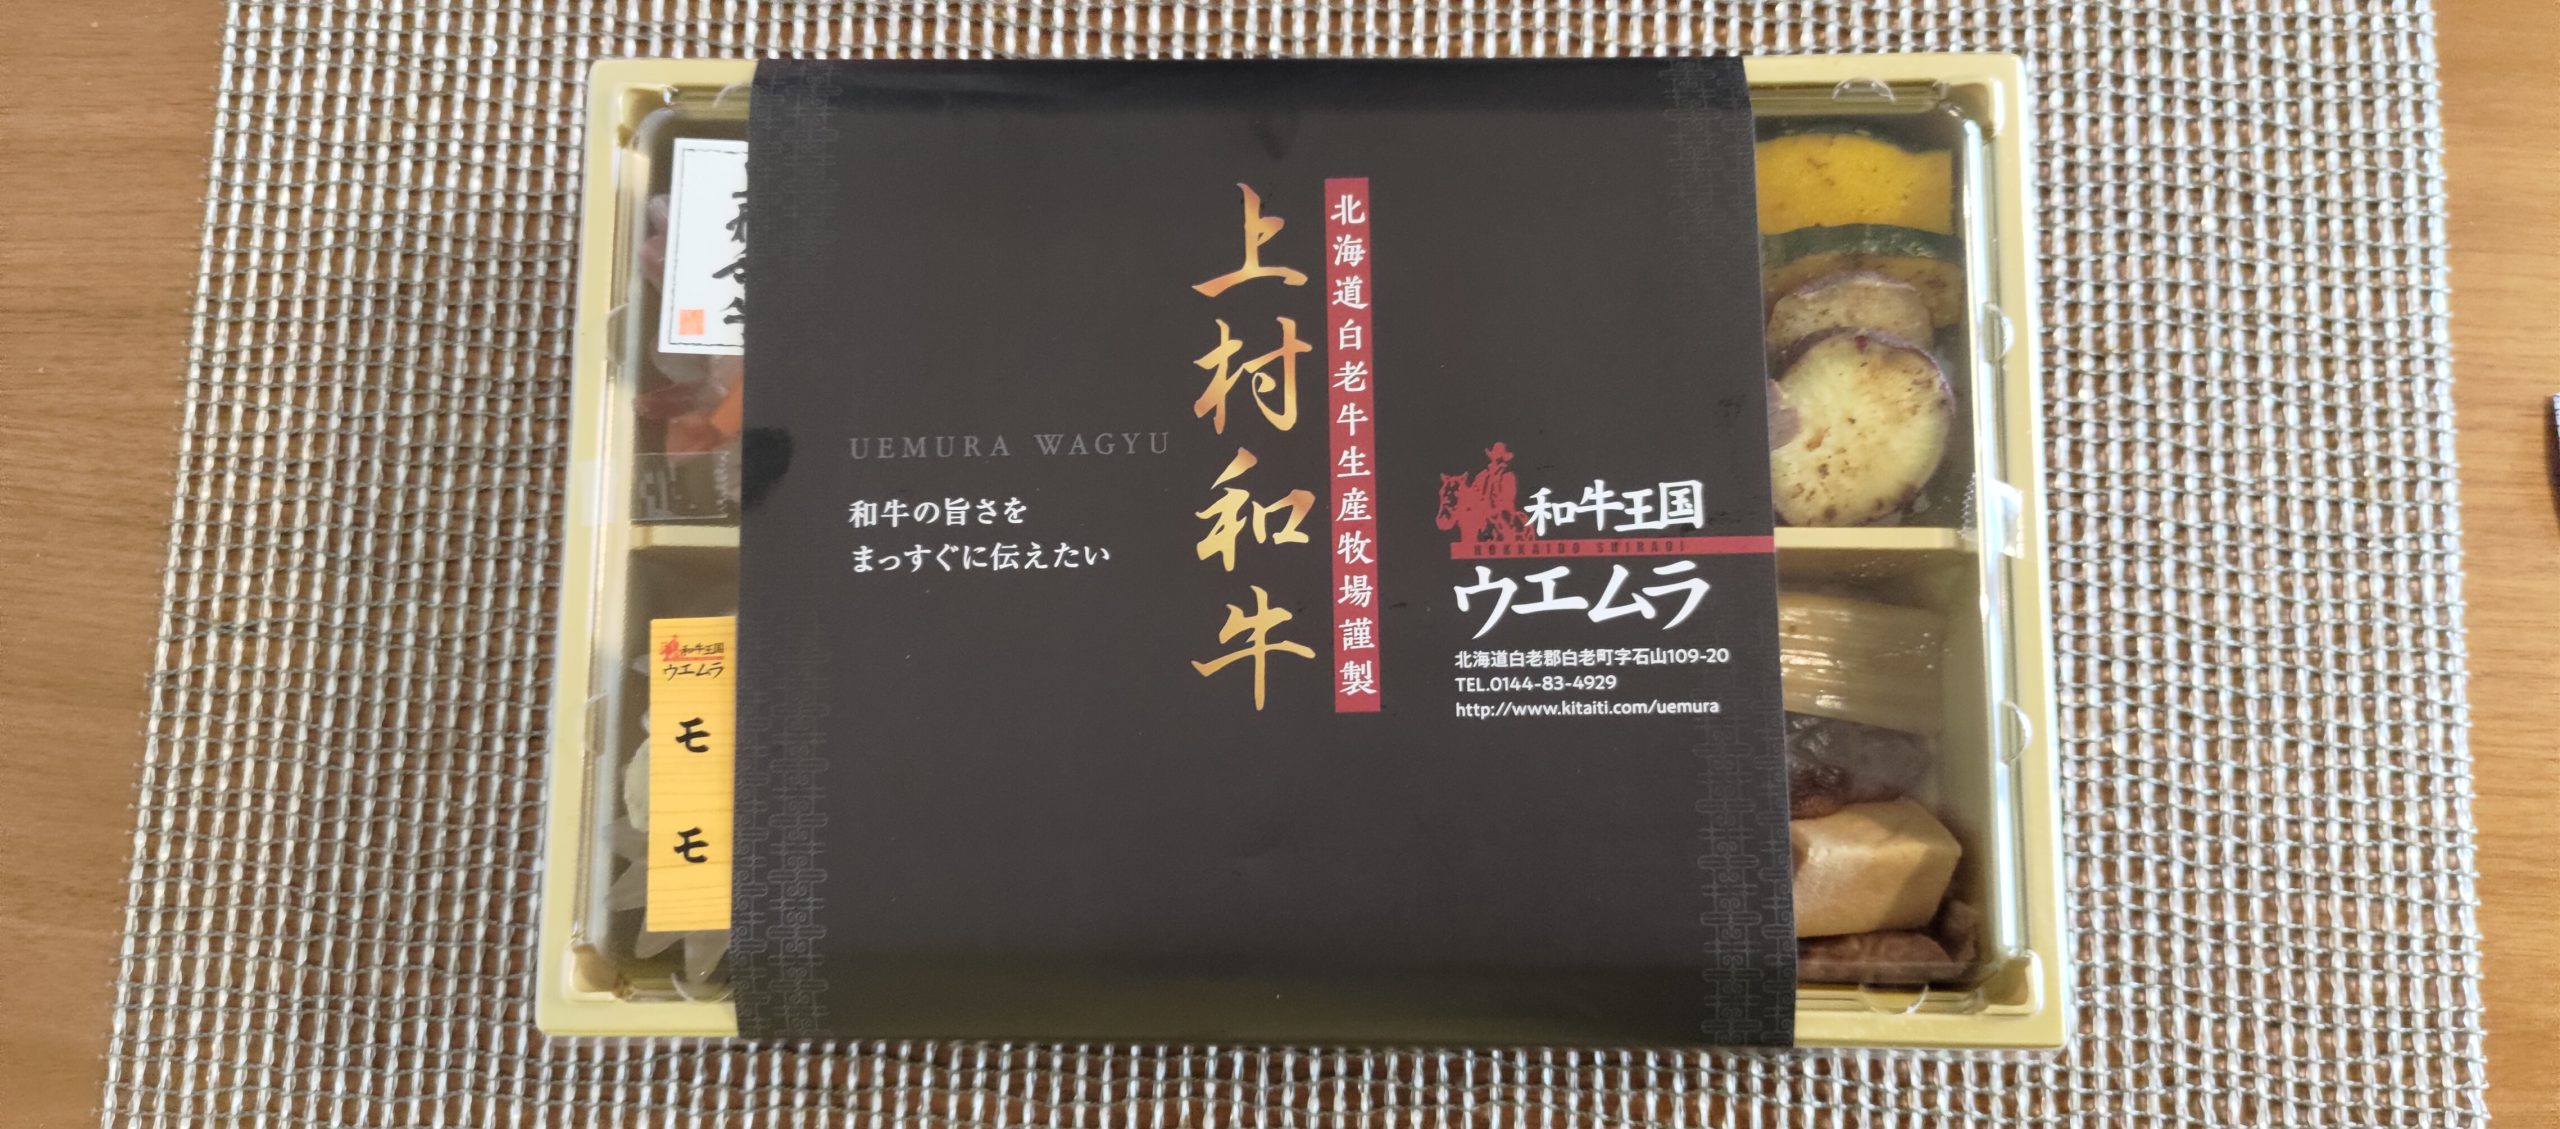 北海道白老牛生産牧場謹製
上村和牛
UEMURA WAGYU
和牛の旨さを
まっすぐに伝えたい
和牛王国
HOKKAIDO SHIRAOI
ウエムラ
北海道白老郡白老町字石山109-20
TEL.0144-83-4929
http://www.kitaiti.com/uemura
和牛王国
ウエムラ
モモ